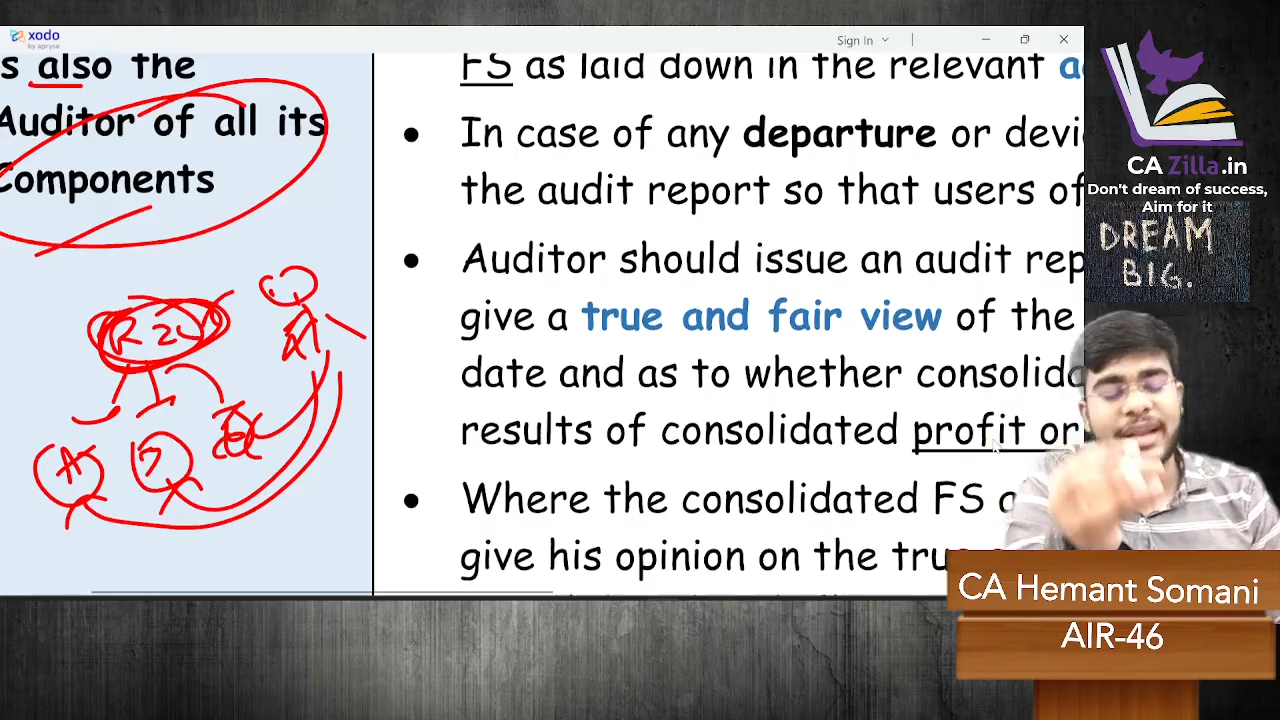 xodo
by apryse
Sign In
s also the
Auditor of all its
Components
FS as laid down in the relevant
In case of any departure or devi
the audit report so that users of
Auditor should issue an audit rep
give a true and fair view of the
date and as to whether consolida
results of consolidated profit or
Where the consolidated FS a
give his opinion on the tru
CA Zilla.in
Don't dream of success,
Aim for it
DREAM
BIG.
CA Hemant Somani
AIR-46